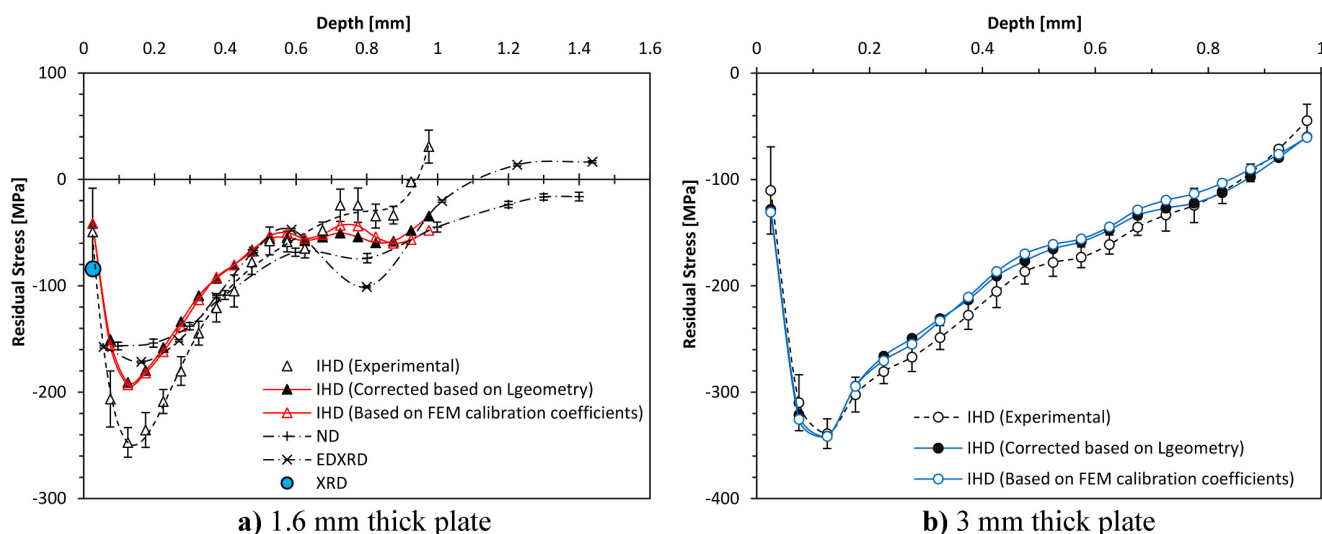 Depth [mm]
0 0.2 0.4 0.6 0.8 1 1.2 1.4 1.6
100
0
-100
-200
-300
Residual Stress [MPa]
IHD (Experimental)
IHD (Corrected based on Lgeometry)
IHD (Based on FEM calibration coefficients)
ND
EDXRD
XRD
a) 1.6 mm thick plate
Depth [mm]
0 0.2 0.4 0.6 0.8 1
0
-100
-200
-300
-400
Residual Stress [MPa]
IHD (Experimental)
IHD (Corrected based on Lgeometry)
IHD (Based on FEM calibration coefficients)
b) 3 mm thick plate